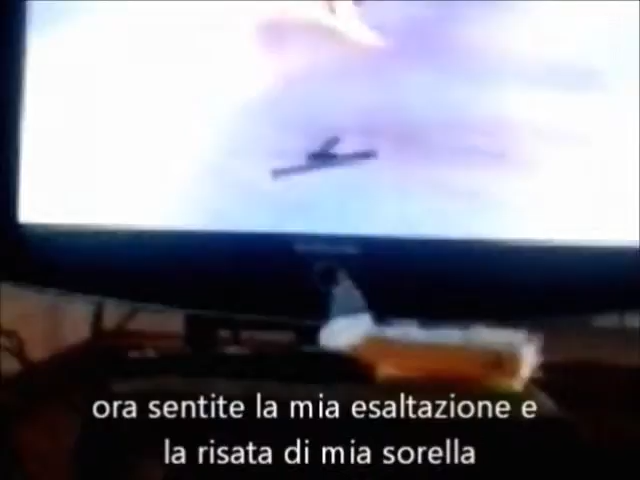 ora sentite la mia esaltazione e
la risata di mia sorella